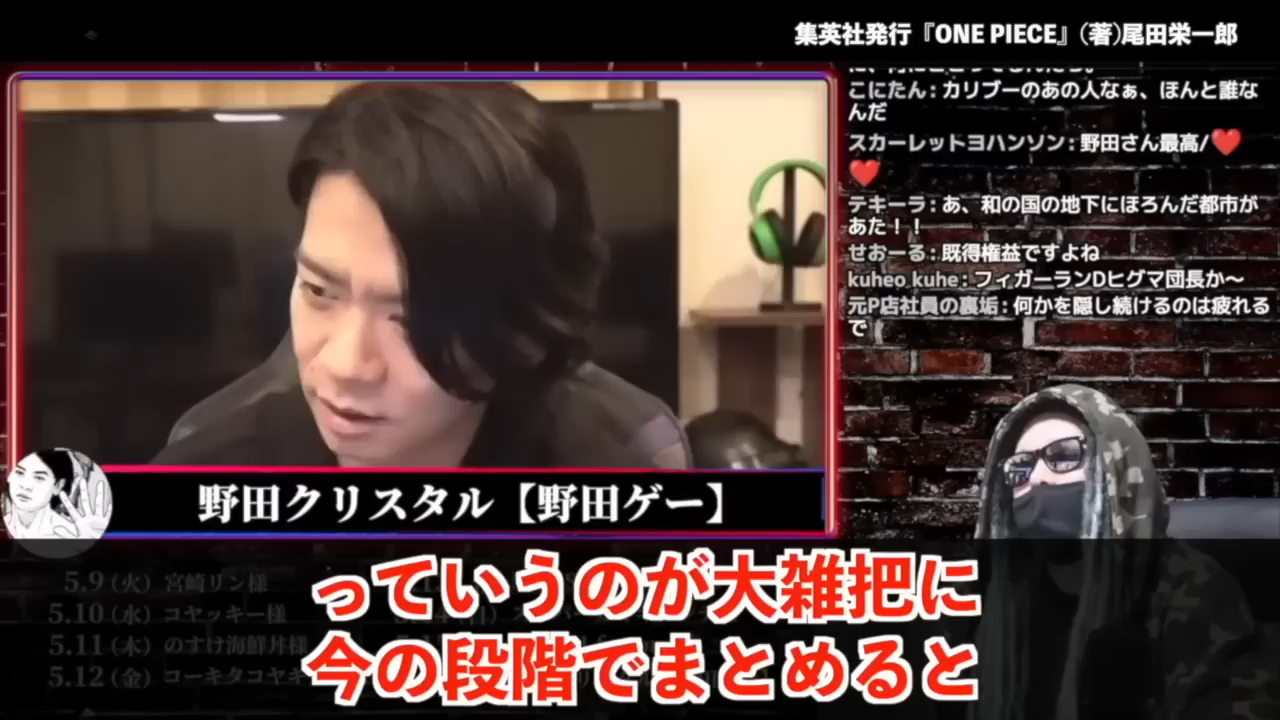 集英社発行『ONE PIECE』(著)尾田栄一郎
こにたん:カリブーのあの人なぁ、ほんと誰な
んだ
スカーレットヨハンソン:野田さん最高/❤️
❤️
テキーラ:あ、和の国の地下にほろんだ都市が
あた!!
せおーる:既得権益ですよね
kuheo kuhe:フィガーランDヒグマ団長か〜
元P店社員の裏垢:何かを隠し続けるのは疲れる
で
野田クリスタル【野田ゲー】
5.9(火) 宮崎リン様
5.10(水) コヤッキー様
5.11(木) のすけ海鮮丼様
5.12(金) コーキタコヤキ
っていうのが大雑把に
今の段階でまとめると